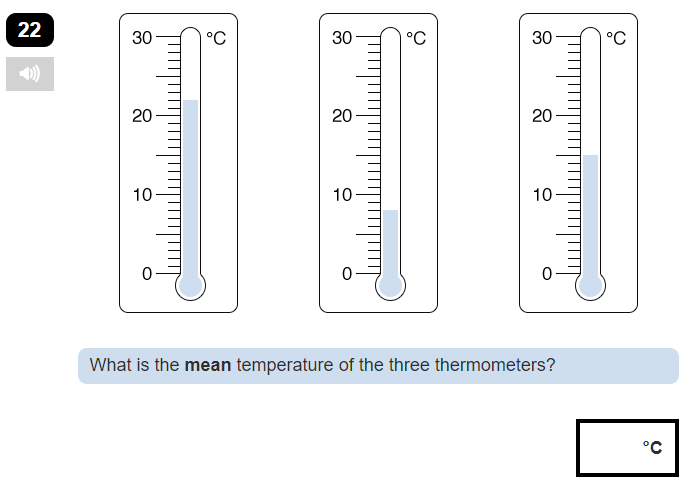 22
30 °C 30 °C 30 °C
20 20 20
10 10 10
0 0 0
What is the mean temperature of the three thermometers?
°C